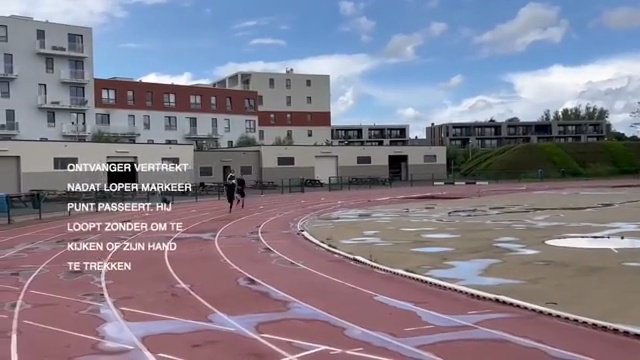 ONTVANGER VERTREKT
NADAT LOPER MARKEER
PUNT PASSEERT. HIJ
LOOPT ZONDER OM TE
KIJKEN OF ZIJN HAND
TE TREKKEN